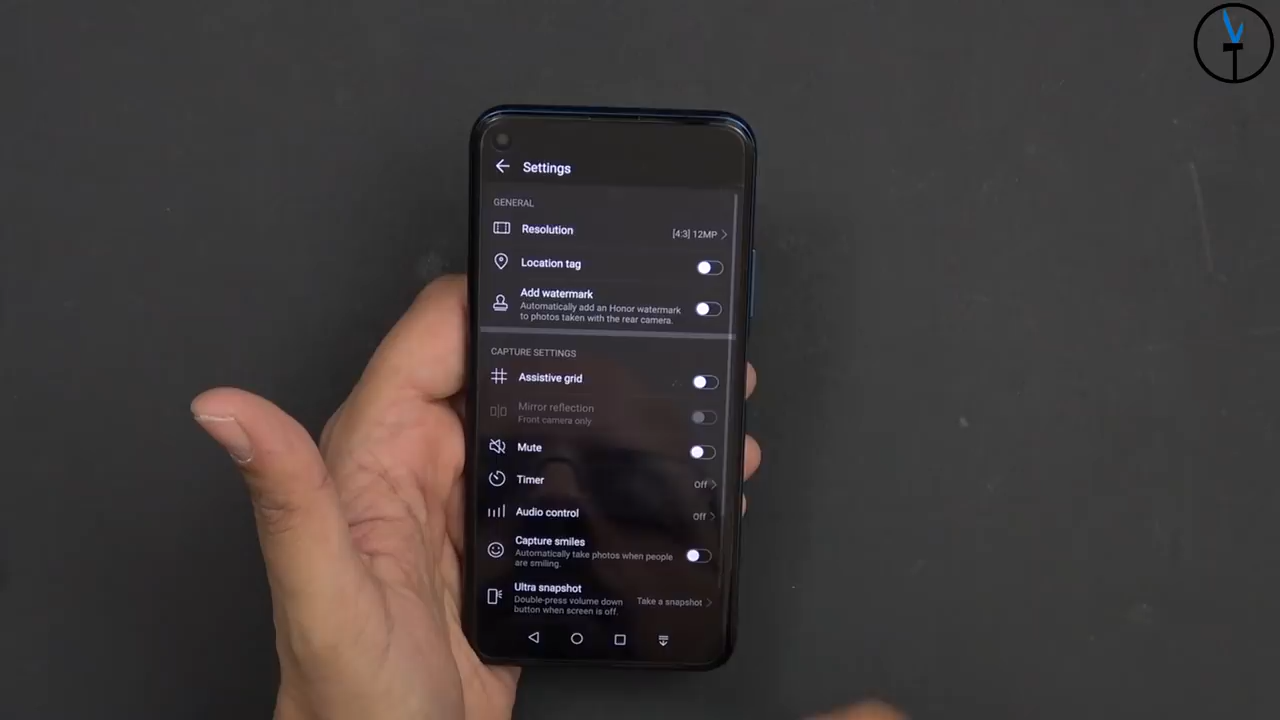 Settings
GENERAL
Resolution
[4:3] 12MP
Location tag
Add watermark
Automatically add an Honor watermark
to photos taken with the rear camera.
CAPTURE SETTINGS
Assistive grid
Mirror reflection
Front camera only
Mute
Timer
Off
Audio control
Off
Capture smiles
Automatically take photos when people
are smiling.
Ultra snapshot
Double-press volume down
button when screen is off.
Take a snapshot